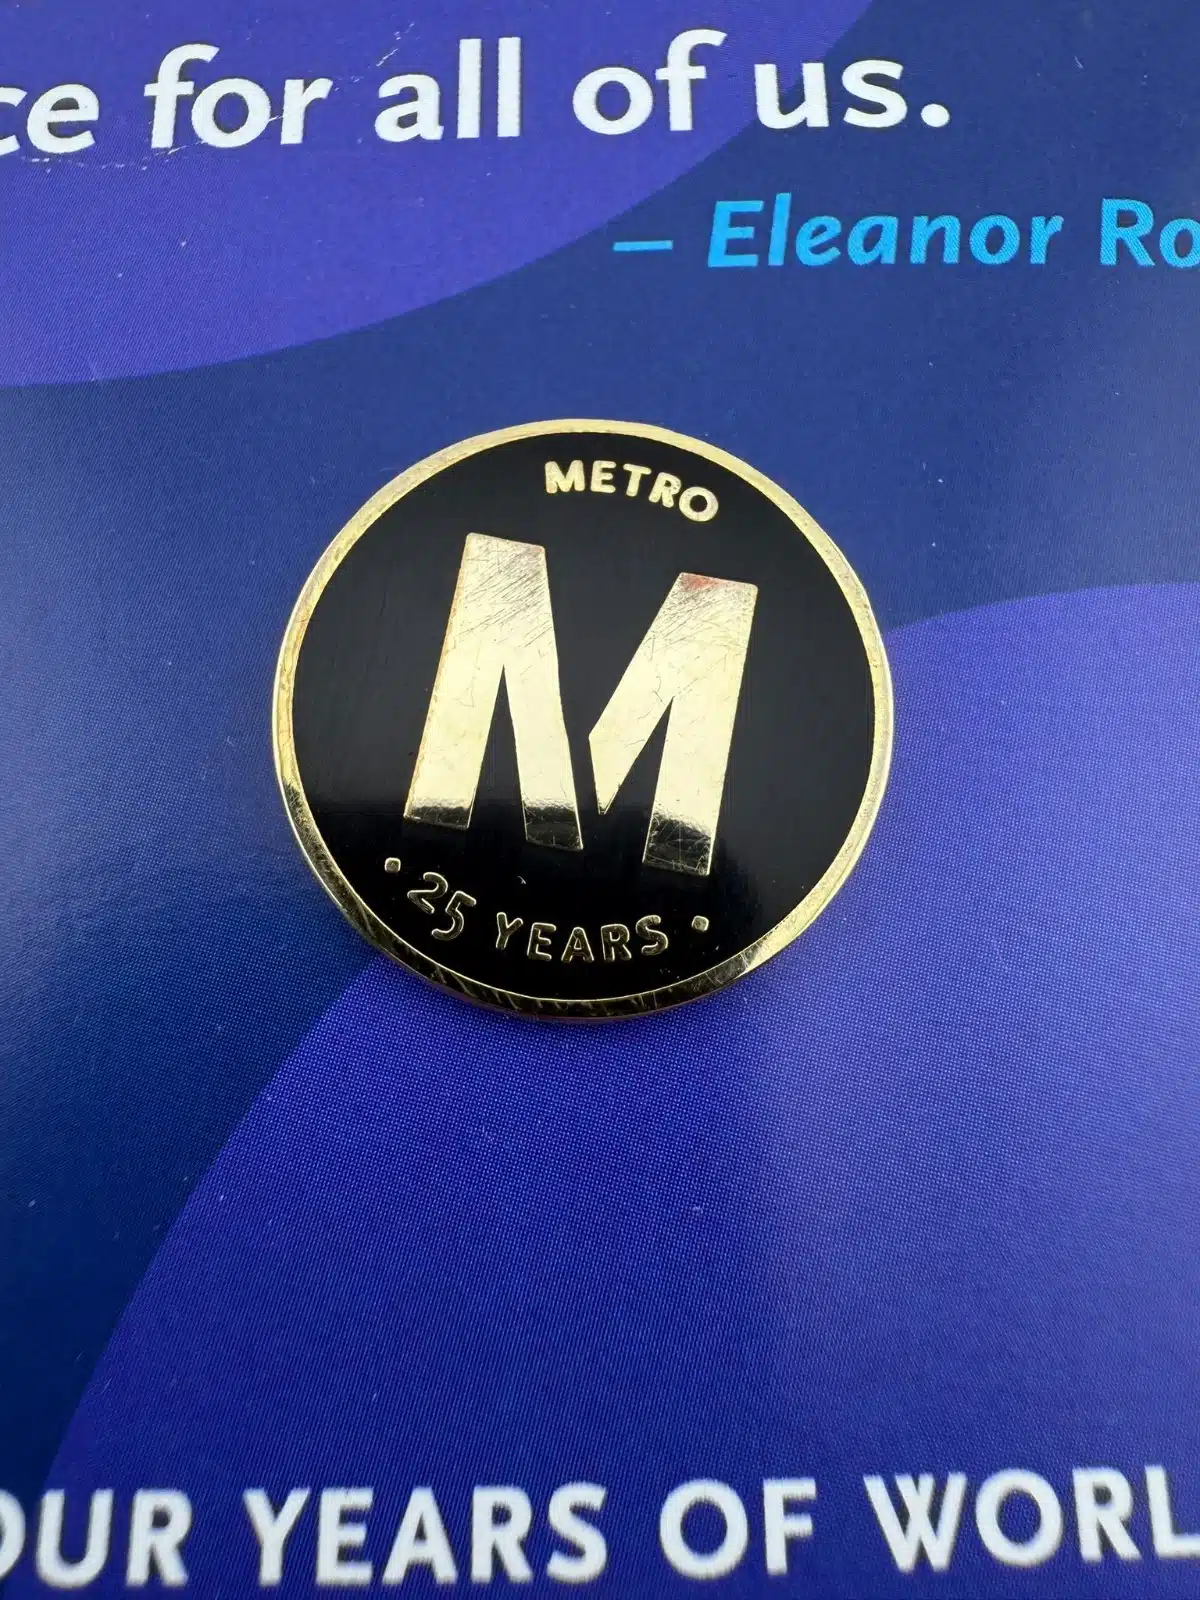 ce for all of us.
– Eleanor Ro
METRO
M
· 25 YEARS ·
OUR YEARS OF WORL